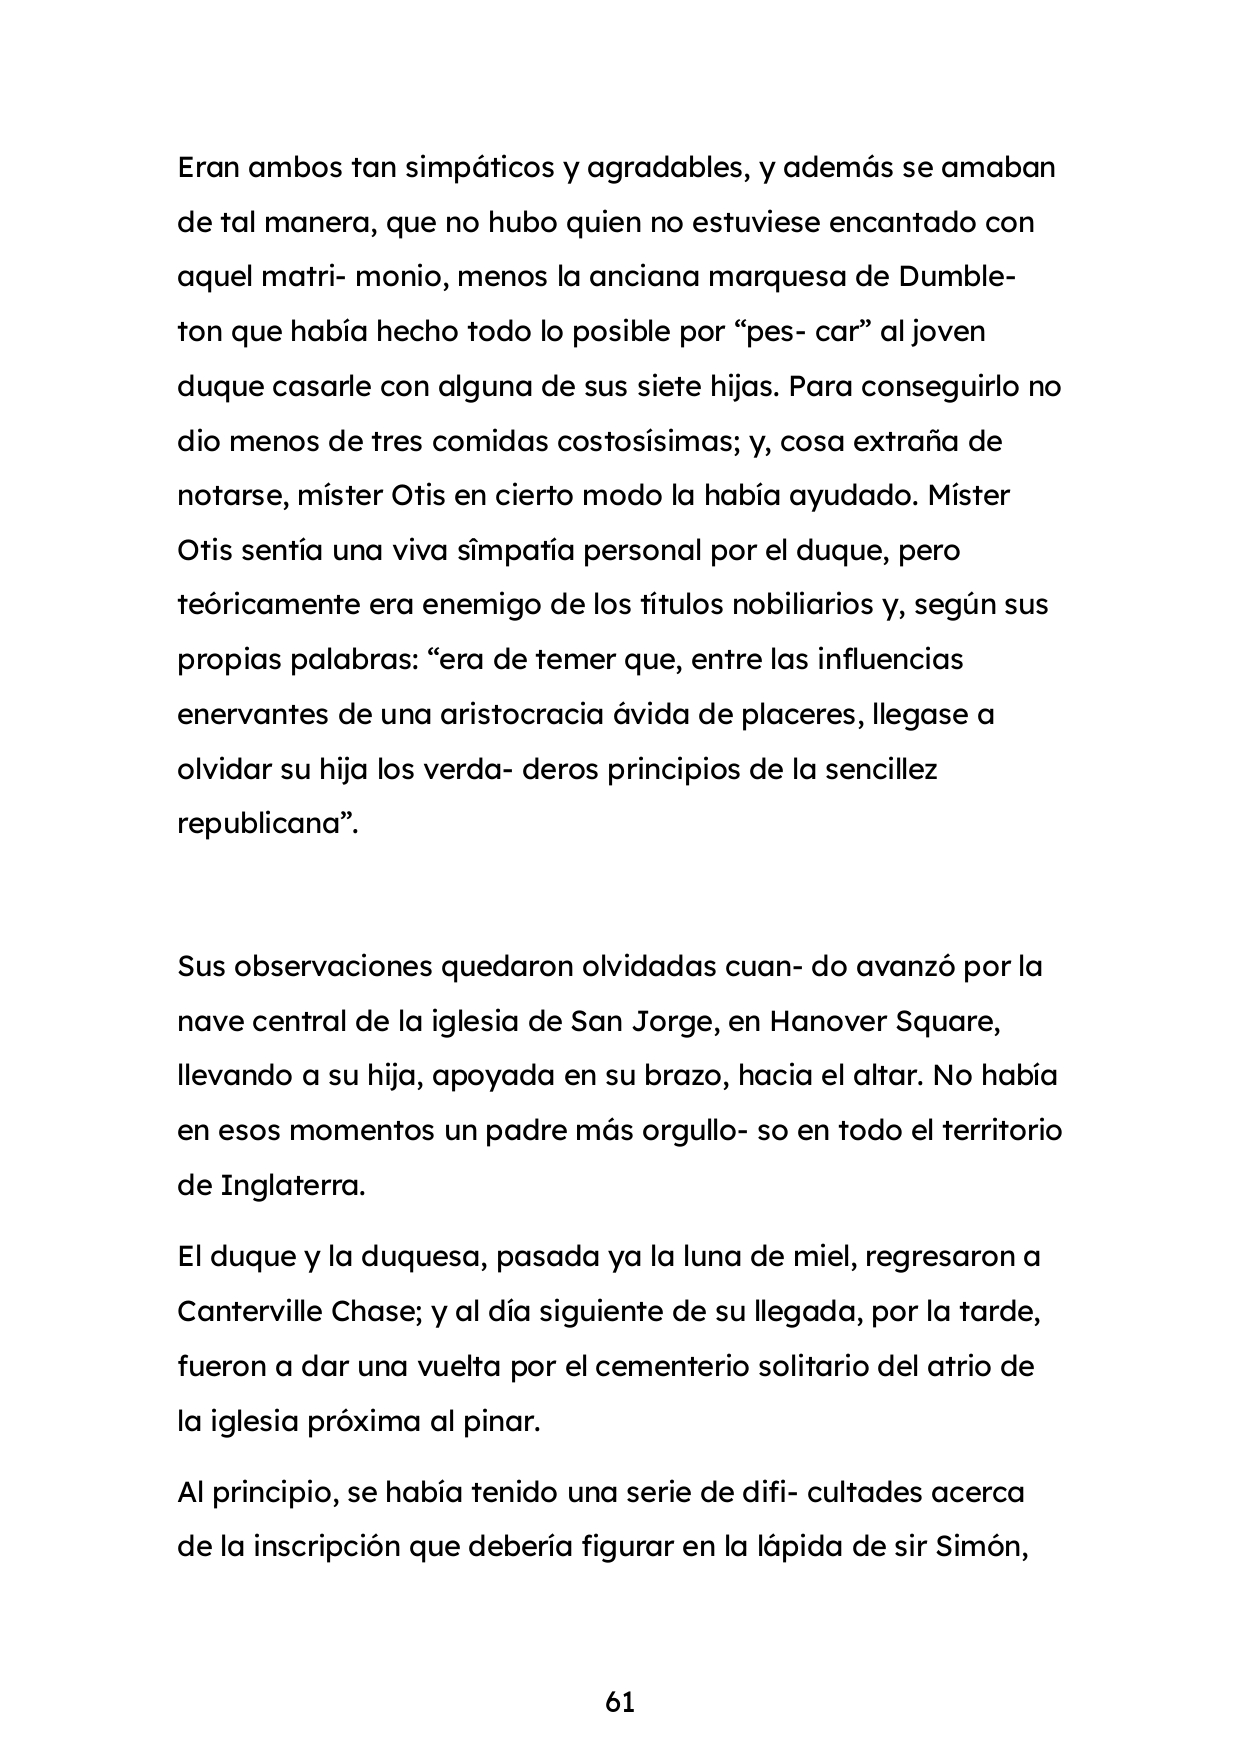 Eran ambos tan simpáticos y agradables, y además se amaban
de tal manera, que no hubo quien no estuviese encantado con
aquel matri- monio, menos la anciana marquesa de Dumble-
ton que había hecho todo lo posible por “pes- car” al joven
duque casarle con alguna de sus siete hijas. Para conseguirlo no
dio menos de tres comidas costosísimas; y, cosa extraña de
notarse, míster Otis en cierto modo la había ayudado. Míster
Otis sentía una viva sîmpatía personal por el duque, pero
teóricamente era enemigo de los títulos nobiliarios y, según sus
propias palabras: “era de temer que, entre las influencias
enervantes de una aristocracia ávida de placeres, llegase a
olvidar su hija los verda- deros principios de la sencillez
republicana”.
Sus observaciones quedaron olvidadas cuan- do avanzó por la
nave central de la iglesia de San Jorge, en Hanover Square,
llevando a su hija, apoyada en su brazo, hacia el altar. No había
en esos momentos un padre más orgullo- so en todo el territorio
de Inglaterra.
El duque y la duquesa, pasada ya la luna de miel, regresaron a
Canterville Chase; y al día siguiente de su llegada, por la tarde,
fueron a dar una vuelta por el cementerio solitario del atrio de
la iglesia próxima al pinar.
Al principio, se había tenido una serie de difi- cultades acerca
de la inscripción que debería figurar en la lápida de sir Simón,
61